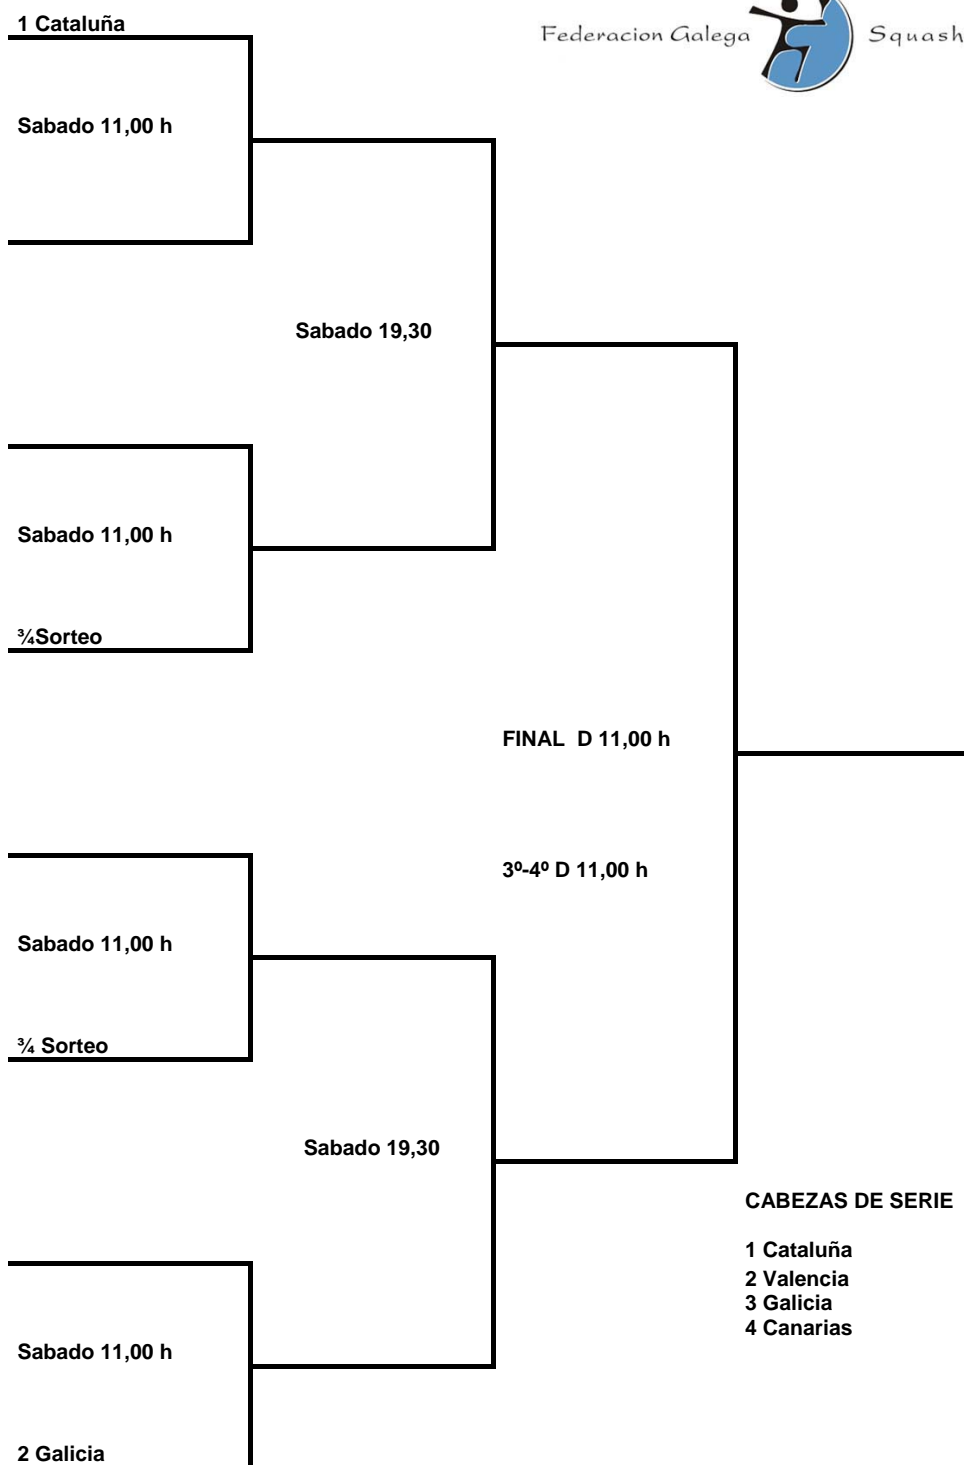 1 Cataluña
Federacion Galega Squash
Sabado 11,00 h
Sabado 19,30
Sabado 11,00 h
¾Sorteo
FINAL  D 11,00 h
3º-4º D 11,00 h
Sabado 11,00 h
¾ Sorteo
Sabado 19,30
CABEZAS DE SERIE
1 Cataluña
2 Valencia
3 Galicia
4 Canarias
Sabado 11,00 h
2 Galicia